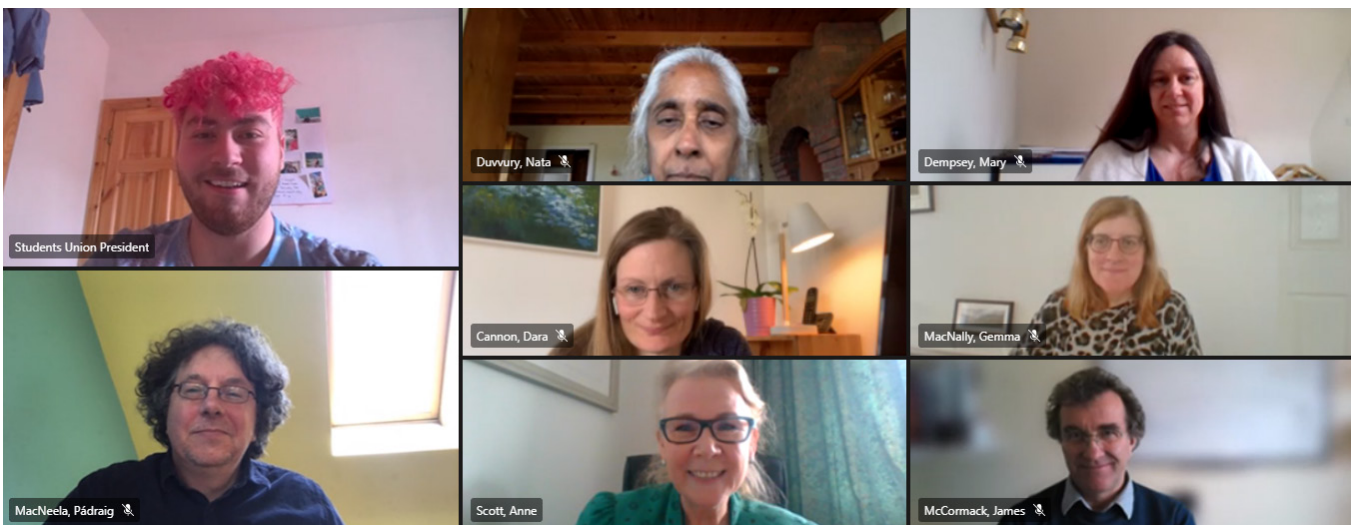 Students Union President
Duvvury, Nata
Dempsey, Mary
Cannon, Dara
MacNally, Gemma
MacNeela, Pádraig
Scott, Anne
McCormack, James